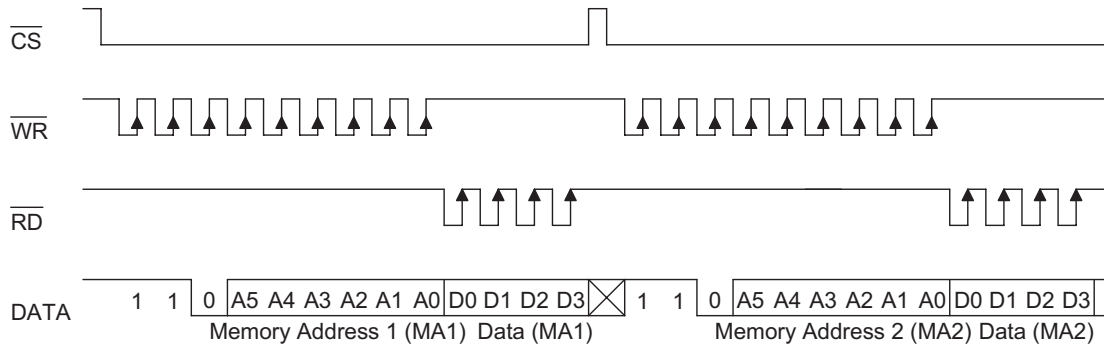 CS
WR
RD
DATA 1 1 0 A5 A4 A3 A2 A1 A0 D0 D1 D2 D3 1 1 0 A5 A4 A3 A2 A1 A0 D0 D1 D2 D3
Memory Address 1 (MA1) Data (MA1) Memory Address 2 (MA2) Data (MA2)